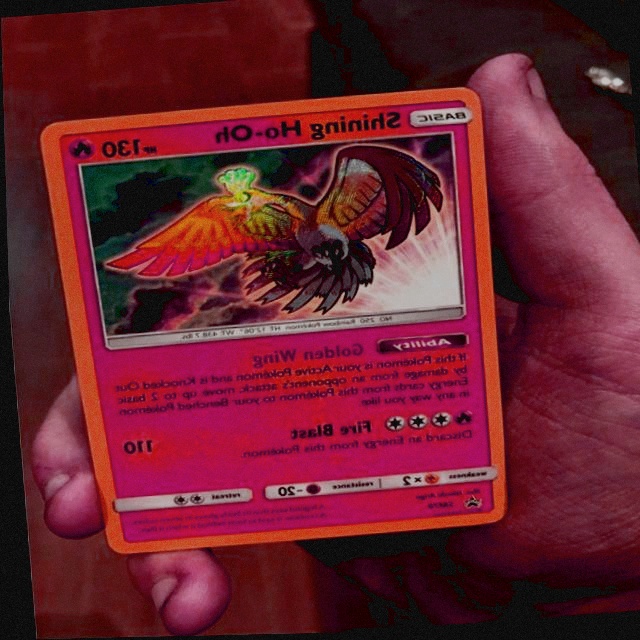 BASIC
Shining Ho-Oh HP 130
NO. 250 Rainbow Pokémon HT 12'06" WT 438.7 lbs.
Ability Golden Wing
If this Pokémon is your Active Pokémon and is Knocked Out
by damage from an opponent's attack, move up to 2 basic
Energy cards from this Pokémon to your Benched Pokémon
in any way you like.
Fire Blast 110
Discard an Energy from this Pokémon.
weakness ×2 resistance -20 retreat